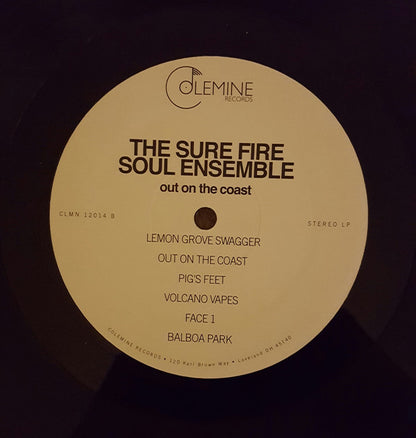 COLEMINE
RECORDS
THE SURE FIRE
SOUL ENSEMBLE
out on the coast
CLMN 12014 B
STEREO LP
LEMON GROVE SWAGGER
OUT ON THE COAST
PIG'S FEET
VOLCANO VAPES
FACE 1
BALBOA PARK
COLEMINE RECORDS • 120 Karl Brown Way • Loveland OH 45140